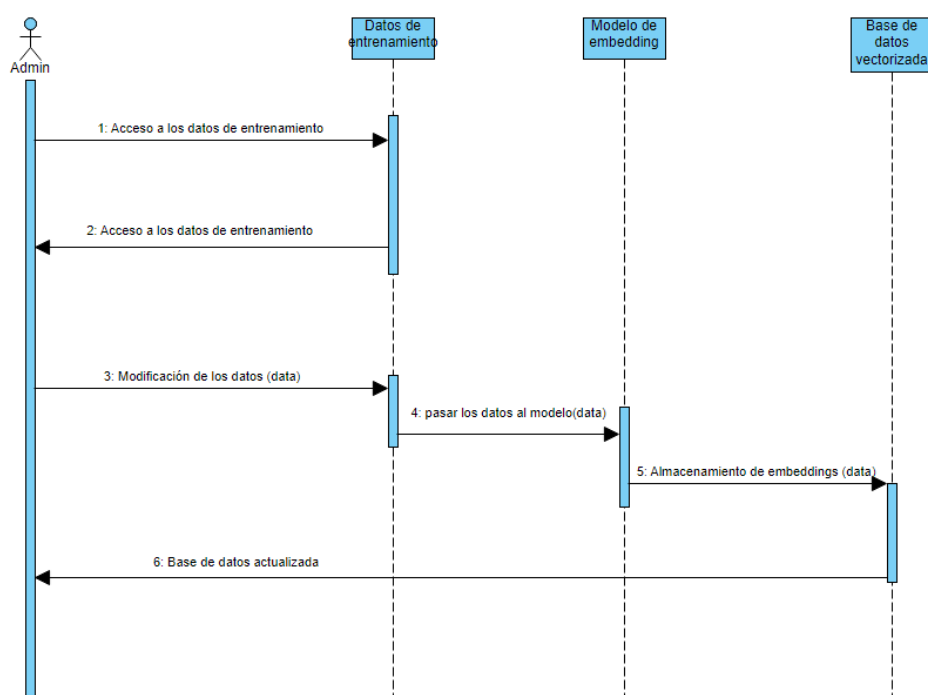 Admin
Datos de
entrenamiento
Modelo de
embedding
Base de
datos
vectorizada
1: Acceso a los datos de entrenamiento
2: Acceso a los datos de entrenamiento
3: Modificación de los datos (data)
4: pasar los datos al modelo(data)
5: Almacenamiento de embeddings (data)
6: Base de datos actualizada